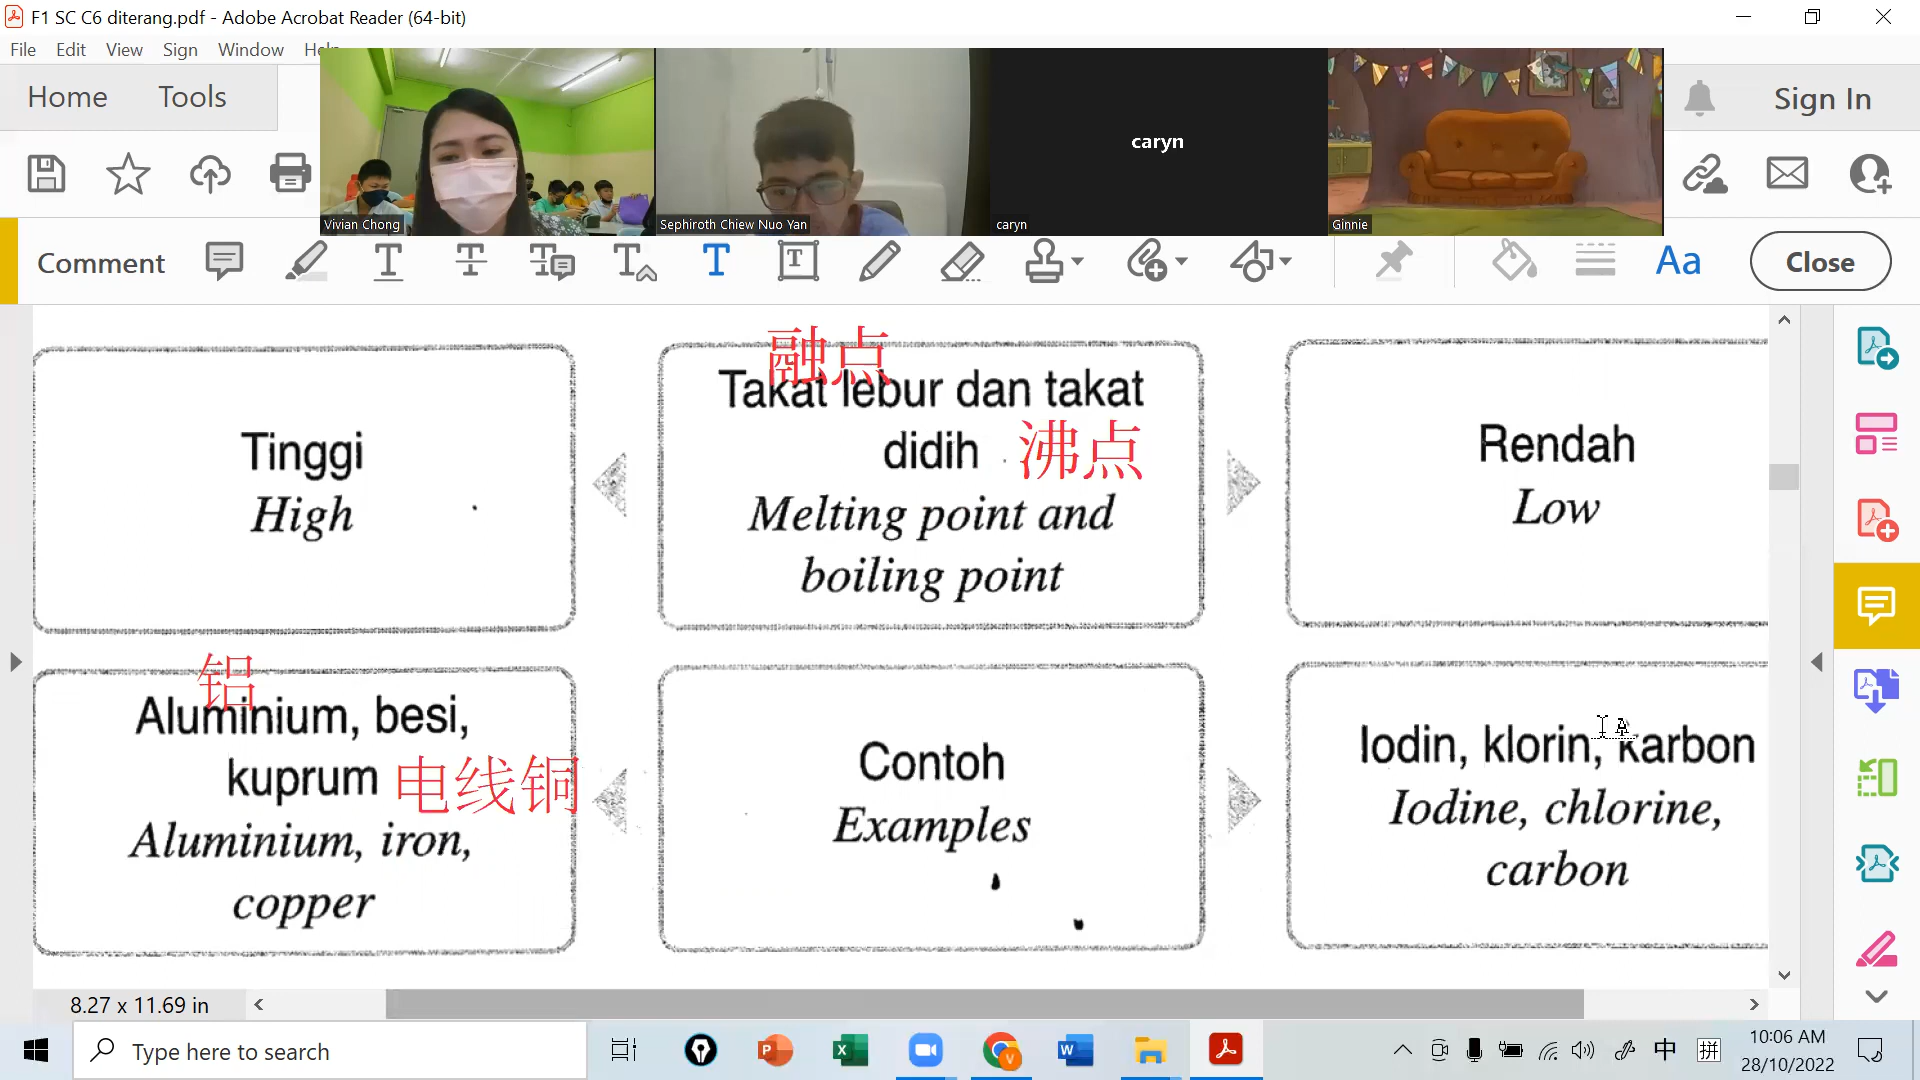 F1 SC C6 diterang.pdf - Adobe Acrobat Reader (64-bit)
File Edit View Sign Window Help
Home Tools
Sign In
caryn
Vivian Chong
Sephiroth Chiew Nuo Yan
caryn
Ginnie
Comment
Aa
Close
融点
Tinggi
High
Takat lebur dan takat
didih 沸点
Melting point and
boiling point
Rendah
Low
铝
Aluminium, besi,
kuprum 电线铜
Aluminium, iron,
copper
Contoh
Examples
Iodin, klorin, karbon
Iodine, chlorine,
carbon
8.27 x 11.69 in
Type here to search
中
拼
10:06 AM
28/10/2022